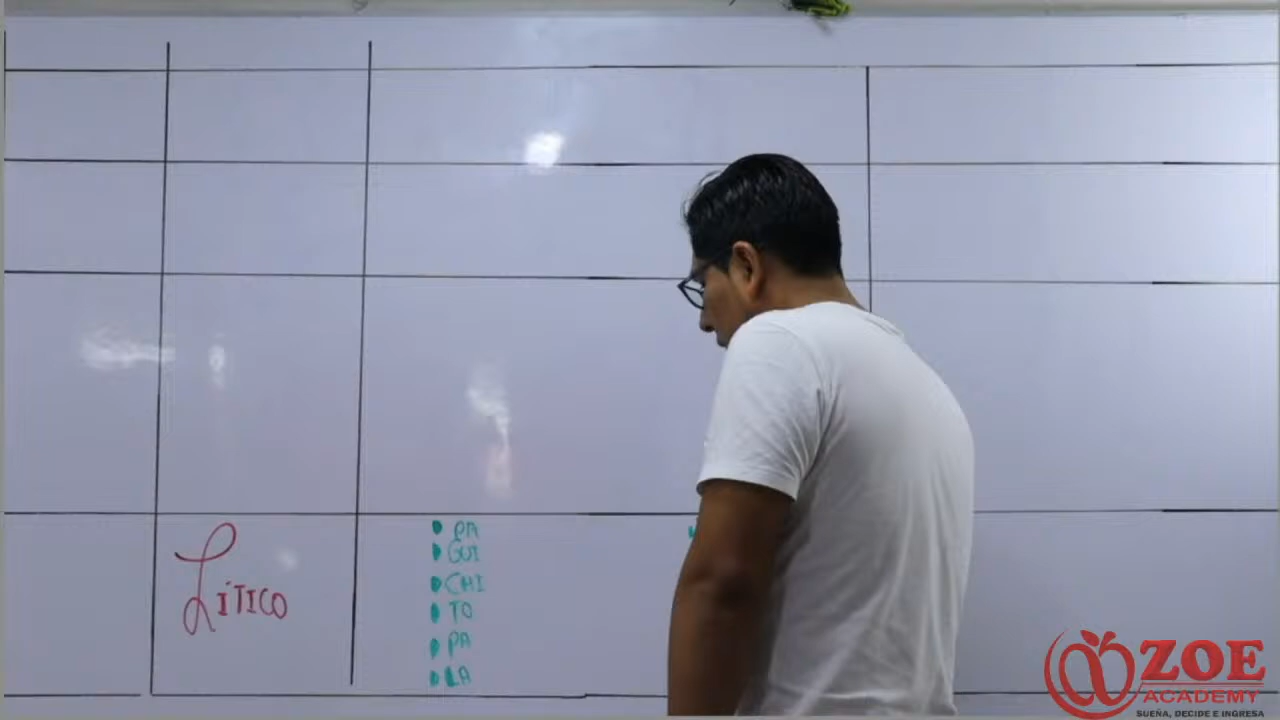 LÍTICO
PA
GUI
CHI
TO
PA
LA
ZOE
ACADEMY
SUEÑA, DECIDE E INGRESA